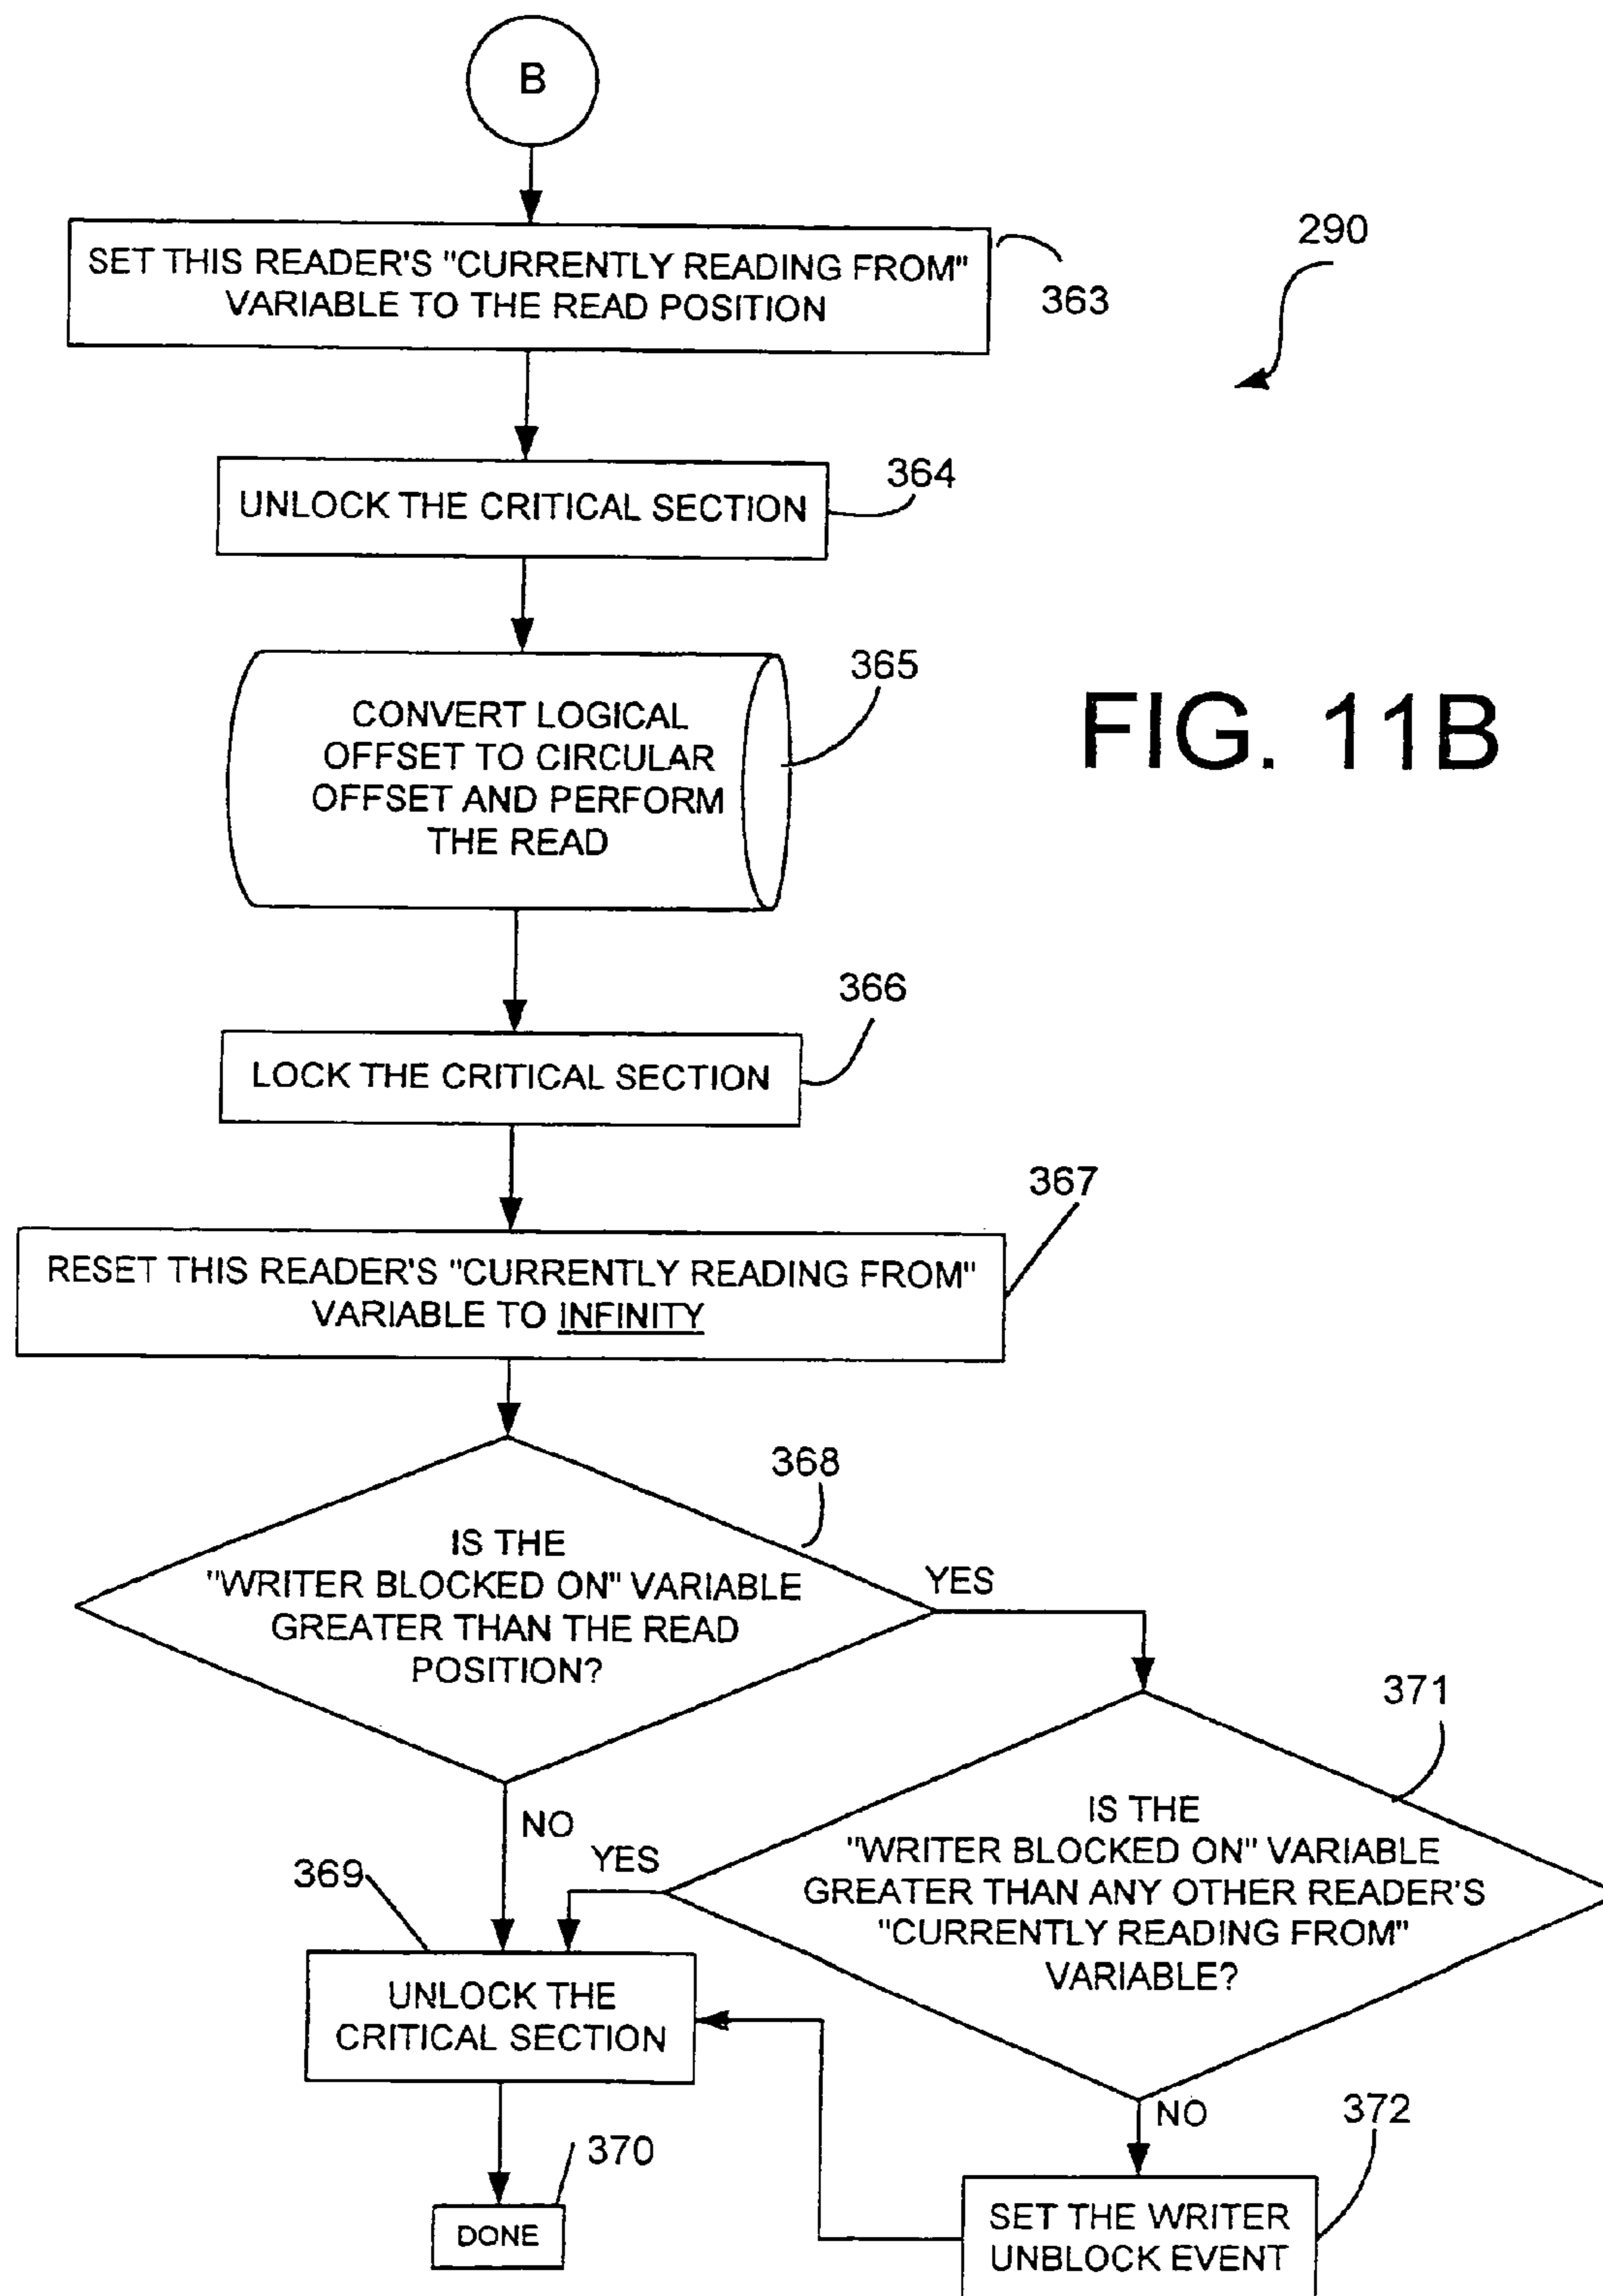 B
290
SET THIS READER'S "CURRENTLY READING FROM"
VARIABLE TO THE READ POSITION
363
UNLOCK THE CRITICAL SECTION
364
CONVERT LOGICAL
OFFSET TO CIRCULAR
OFFSET AND PERFORM
THE READ
365
FIG. 11B
LOCK THE CRITICAL SECTION
366
RESET THIS READER'S "CURRENTLY READING FROM"
VARIABLE TO INFINITY
367
IS THE
"WRITER BLOCKED ON" VARIABLE
GREATER THAN THE READ
POSITION?
368
YES
NO
IS THE
"WRITER BLOCKED ON" VARIABLE
GREATER THAN ANY OTHER READER'S
"CURRENTLY READING FROM"
VARIABLE?
371
YES
NO
369
UNLOCK THE
CRITICAL SECTION
370
DONE
372
SET THE WRITER
UNBLOCK EVENT